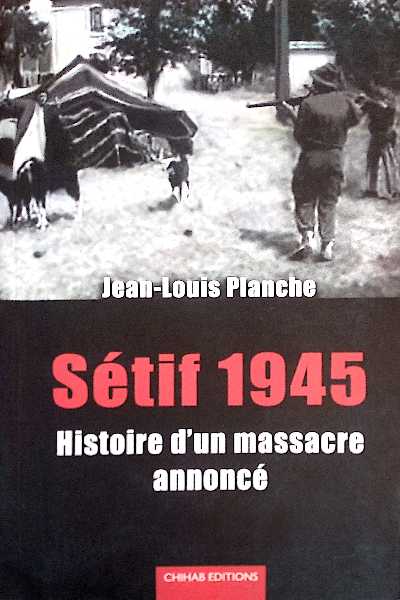 Jean-Louis Planche
Sétif 1945
Histoire d'un massacre
annoncé
CHIHAB EDITIONS